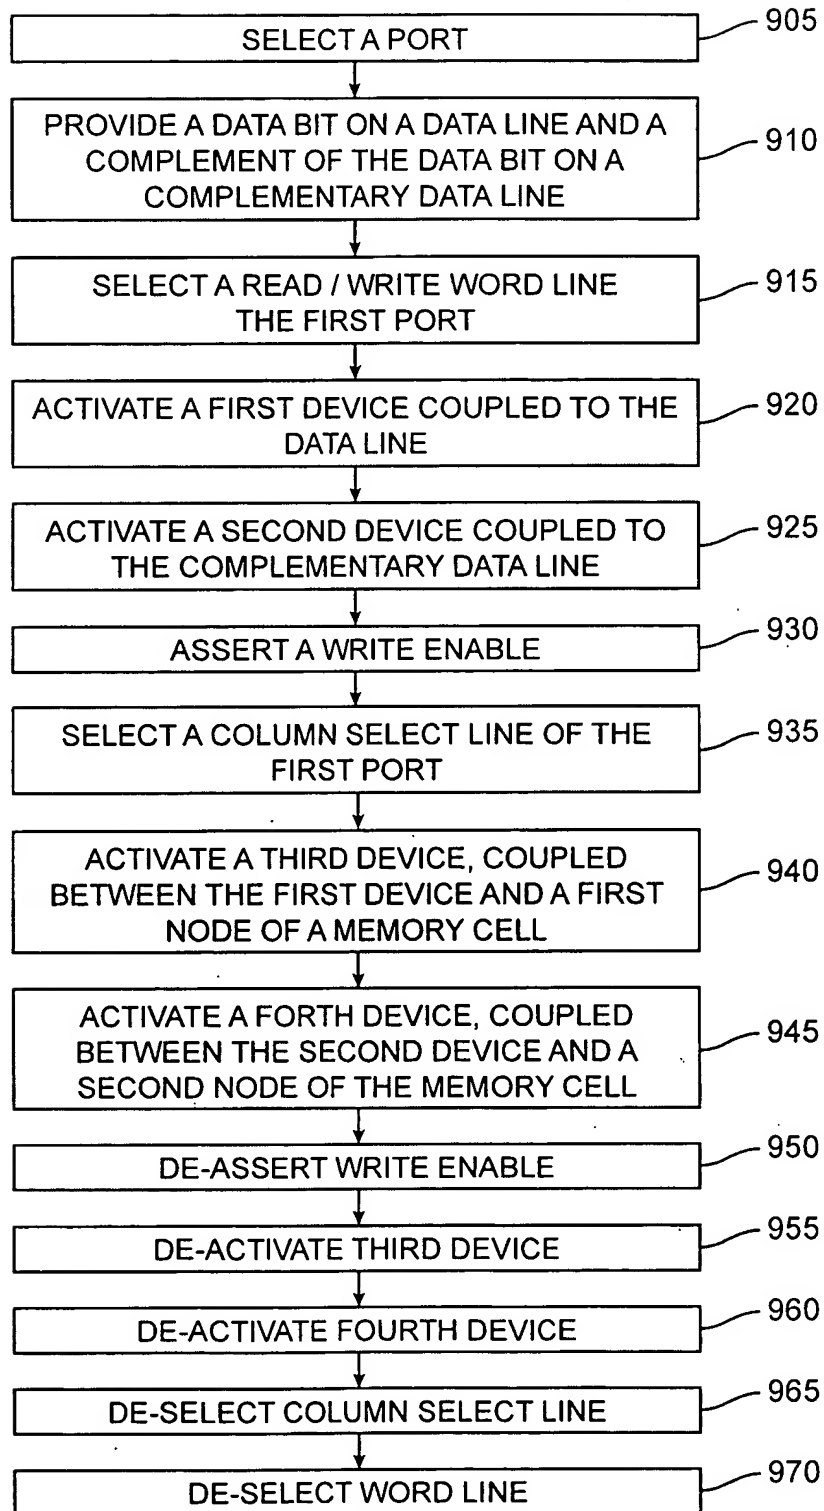 SELECT A PORT
905
PROVIDE A DATA BIT ON A DATA LINE AND A
COMPLEMENT OF THE DATA BIT ON A
COMPLEMENTARY DATA LINE
910
SELECT A READ / WRITE WORD LINE
THE FIRST PORT
915
ACTIVATE A FIRST DEVICE COUPLED TO THE
DATA LINE
920
ACTIVATE A SECOND DEVICE COUPLED TO
THE COMPLEMENTARY DATA LINE
925
ASSERT A WRITE ENABLE
930
SELECT A COLUMN SELECT LINE OF THE
FIRST PORT
935
ACTIVATE A THIRD DEVICE, COUPLED
BETWEEN THE FIRST DEVICE AND A FIRST
NODE OF A MEMORY CELL
940
ACTIVATE A FORTH DEVICE, COUPLED
BETWEEN THE SECOND DEVICE AND A
SECOND NODE OF THE MEMORY CELL
945
DE-ASSERT WRITE ENABLE
950
DE-ACTIVATE THIRD DEVICE
955
DE-ACTIVATE FOURTH DEVICE
960
DE-SELECT COLUMN SELECT LINE
965
DE-SELECT WORD LINE
970